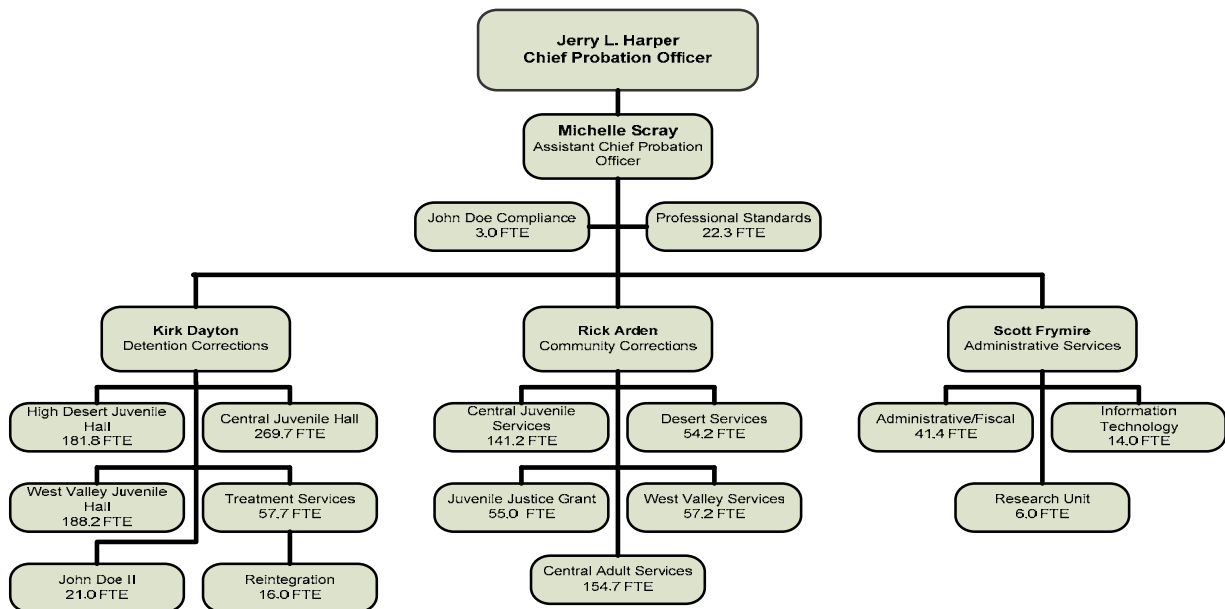 Jerry L. Harper
Chief Probation Officer
Michelle Scray
Assistant Chief Probation
Officer
John Doe Compliance
3.0 FTE
Professional Standards
22.3 FTE
Kirk Dayton
Detention Corrections
Rick Arden
Community Corrections
Scott Frymire
Administrative Services
High Desert Juvenile
Hall
181.8 FTE
Central Juvenile Hall
269.7 FTE
Central Juvenile
Services
141.2 FTE
Desert Services
54.2 FTE
Administrative/Fiscal
41.4 FTE
Information
Technology
14.0 FTE
West Valley Juvenile
Hall
188.2 FTE
Treatment Services
57.7 FTE
Juvenile Justice Grant
55.0 FTE
West Valley Services
57.2 FTE
Research Unit
6.0 FTE
John Doe II
21.0 FTE
Reintegration
16.0 FTE
Central Adult Services
154.7 FTE